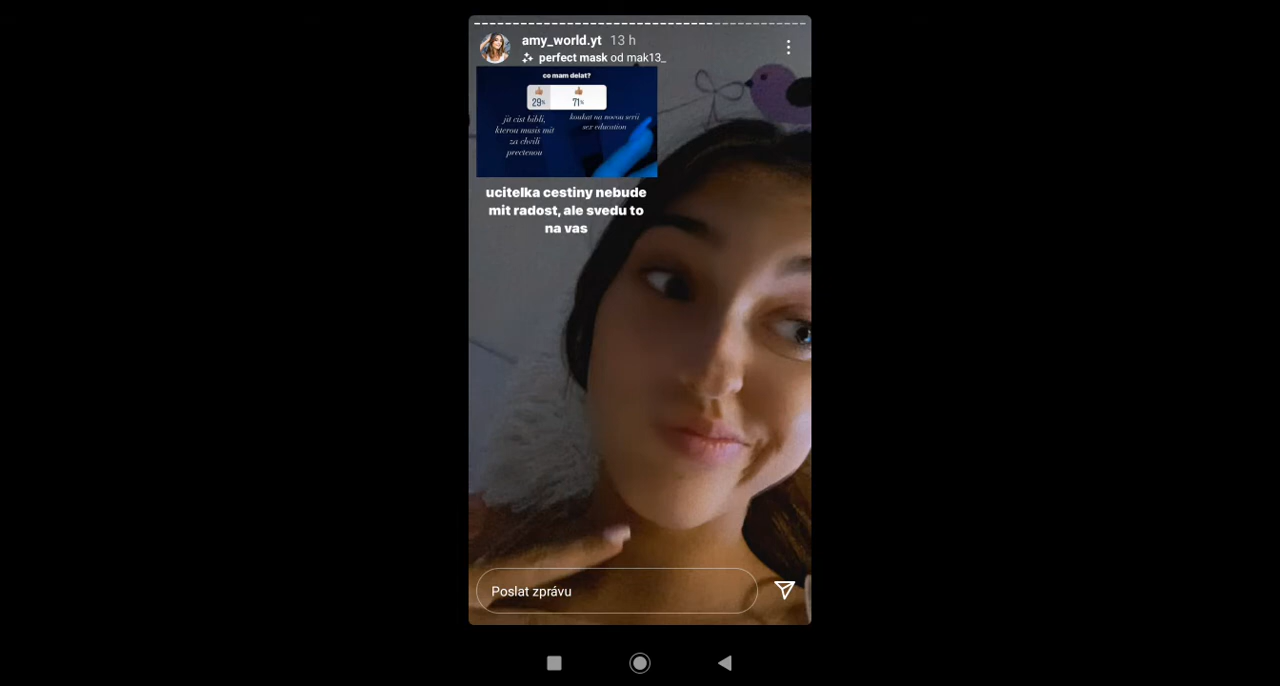 amy_world.yt 13 h
perfect mask od mak13_
co mam delat?
29% 71%
jit cist bibli,
kterou musis mit
za chvili
prectenou
koukat na novou serii
sex education
ucitelka cestiny nebude
mit radost, ale svedu to
na vas
Poslat zprávu